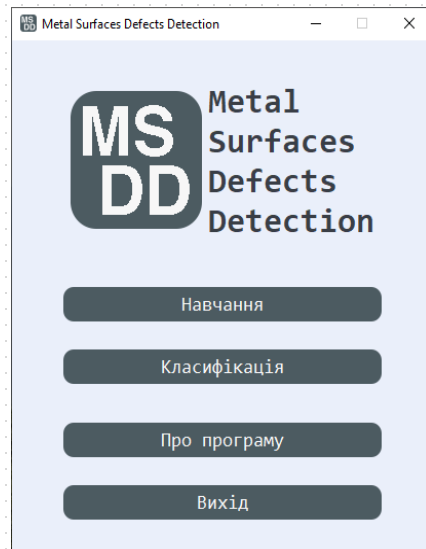 Metal Surfaces Defects Detection
MS
DD
Metal
Surfaces
Defects
Detection
Навчання
Класифікація
Про програму
Вихід